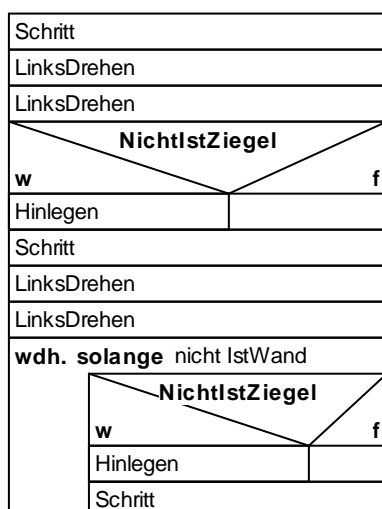 Schritt
LinksDrehen
LinksDrehen
NichtIstZiegel
w f
Hinlegen
Schritt
LinksDrehen
LinksDrehen
wdh. solange nicht IstWand
NichtIstZiegel
w f
Hinlegen
Schritt